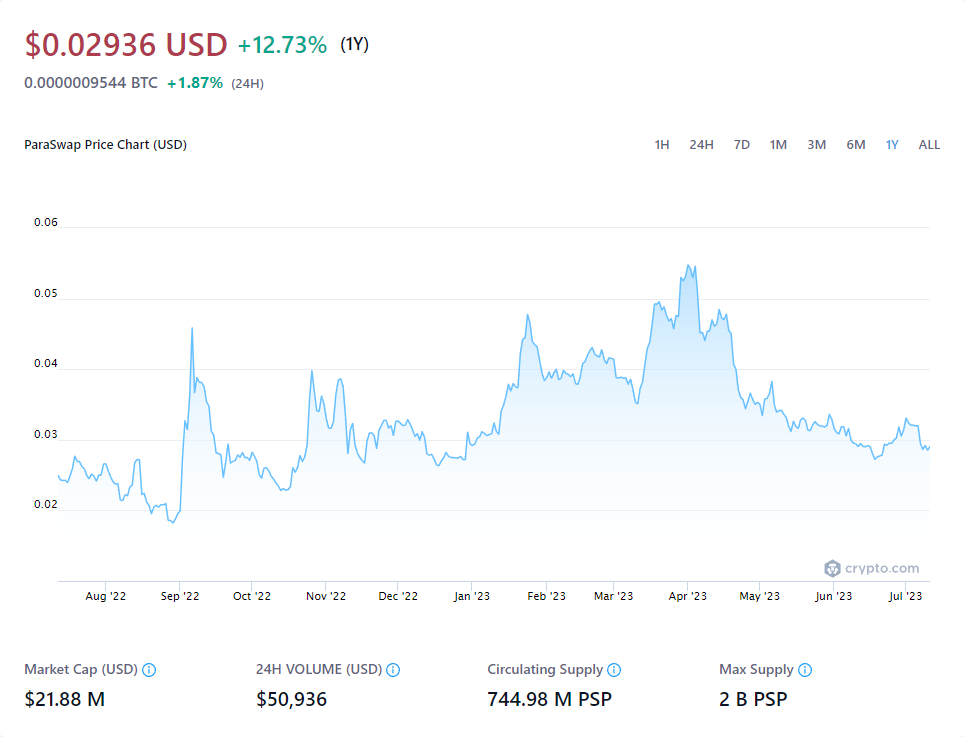 $0.02936 USD +12.73% (1Y)
0.0000009544 BTC +1.87% (24H)
ParaSwap Price Chart (USD) 1H 24H 7D 1M 3M 6M 1Y ALL
0.06
0.05
0.04
0.03
0.02
crypto.com
Aug '22 Sep '22 Oct '22 Nov '22 Dec '22 Jan '23 Feb '23 Mar '23 Apr '23 May '23 Jun '23 Jul '23
Market Cap (USD) 24H VOLUME (USD) Circulating Supply Max Supply
$21.88 M $50,936 744.98 M PSP 2 B PSP